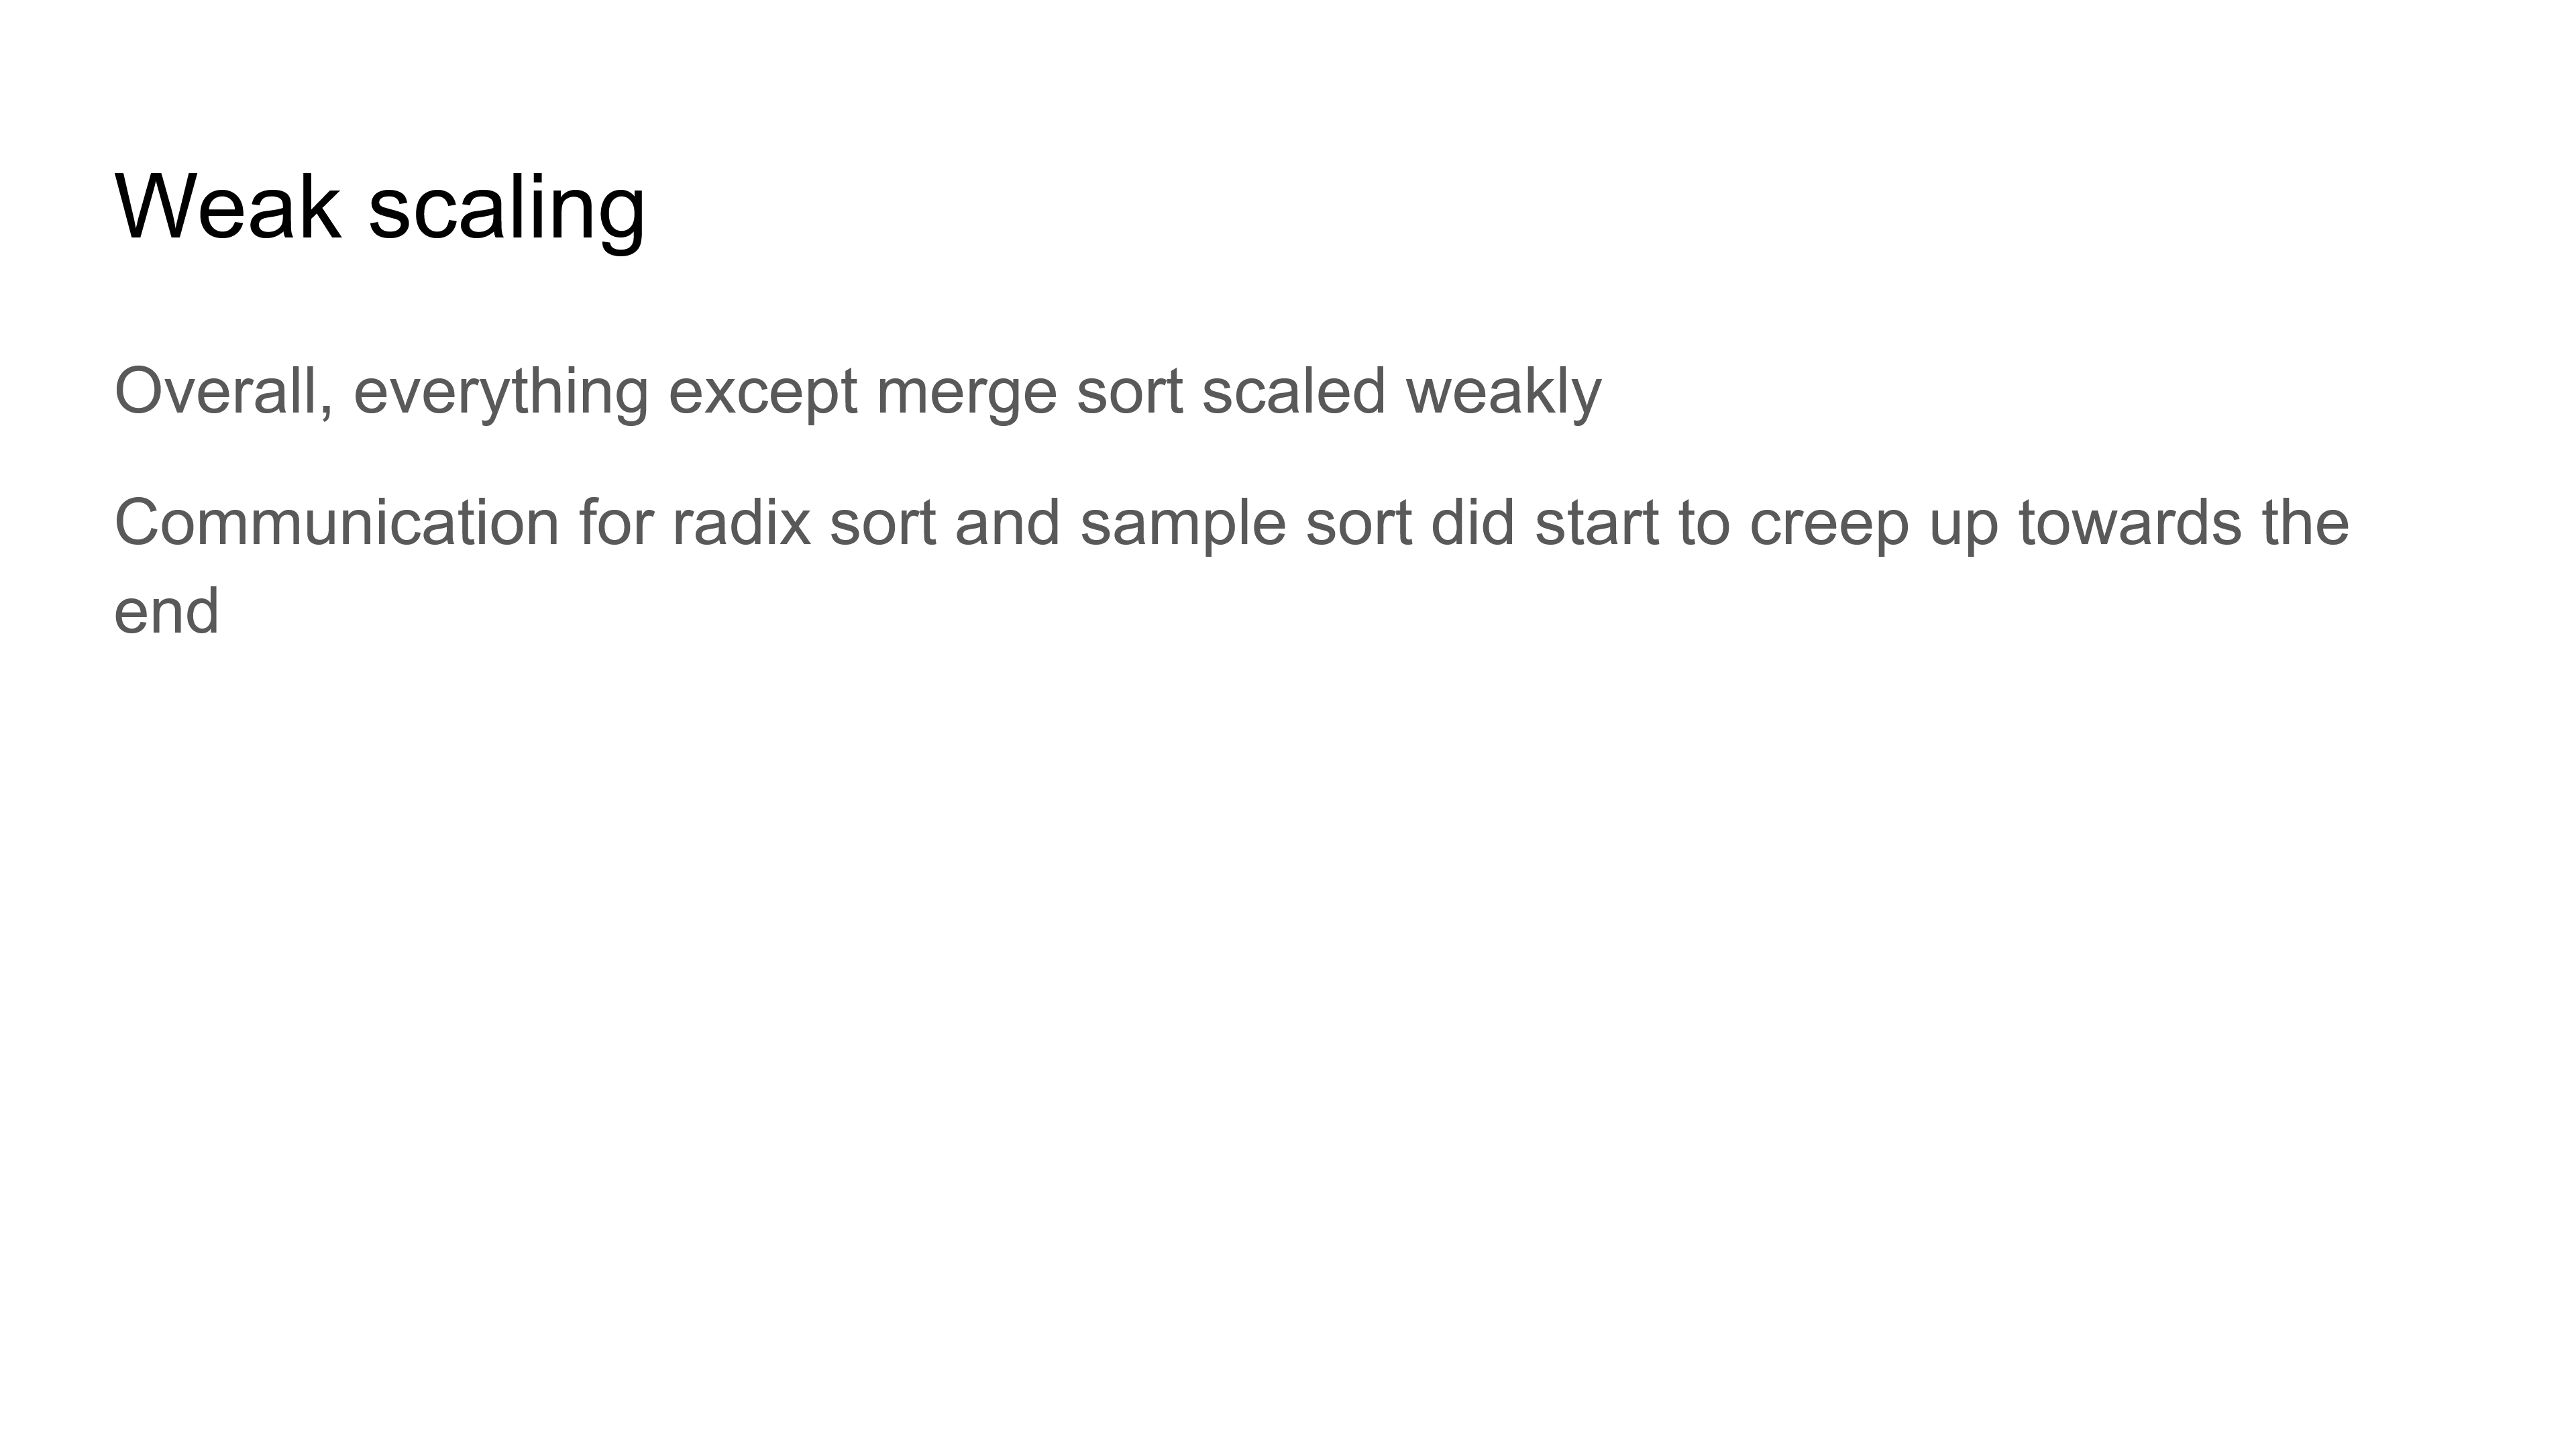 Weak scaling
Overall, everything except merge sort scaled weakly
Communication for radix sort and sample sort did start to creep up towards the
end